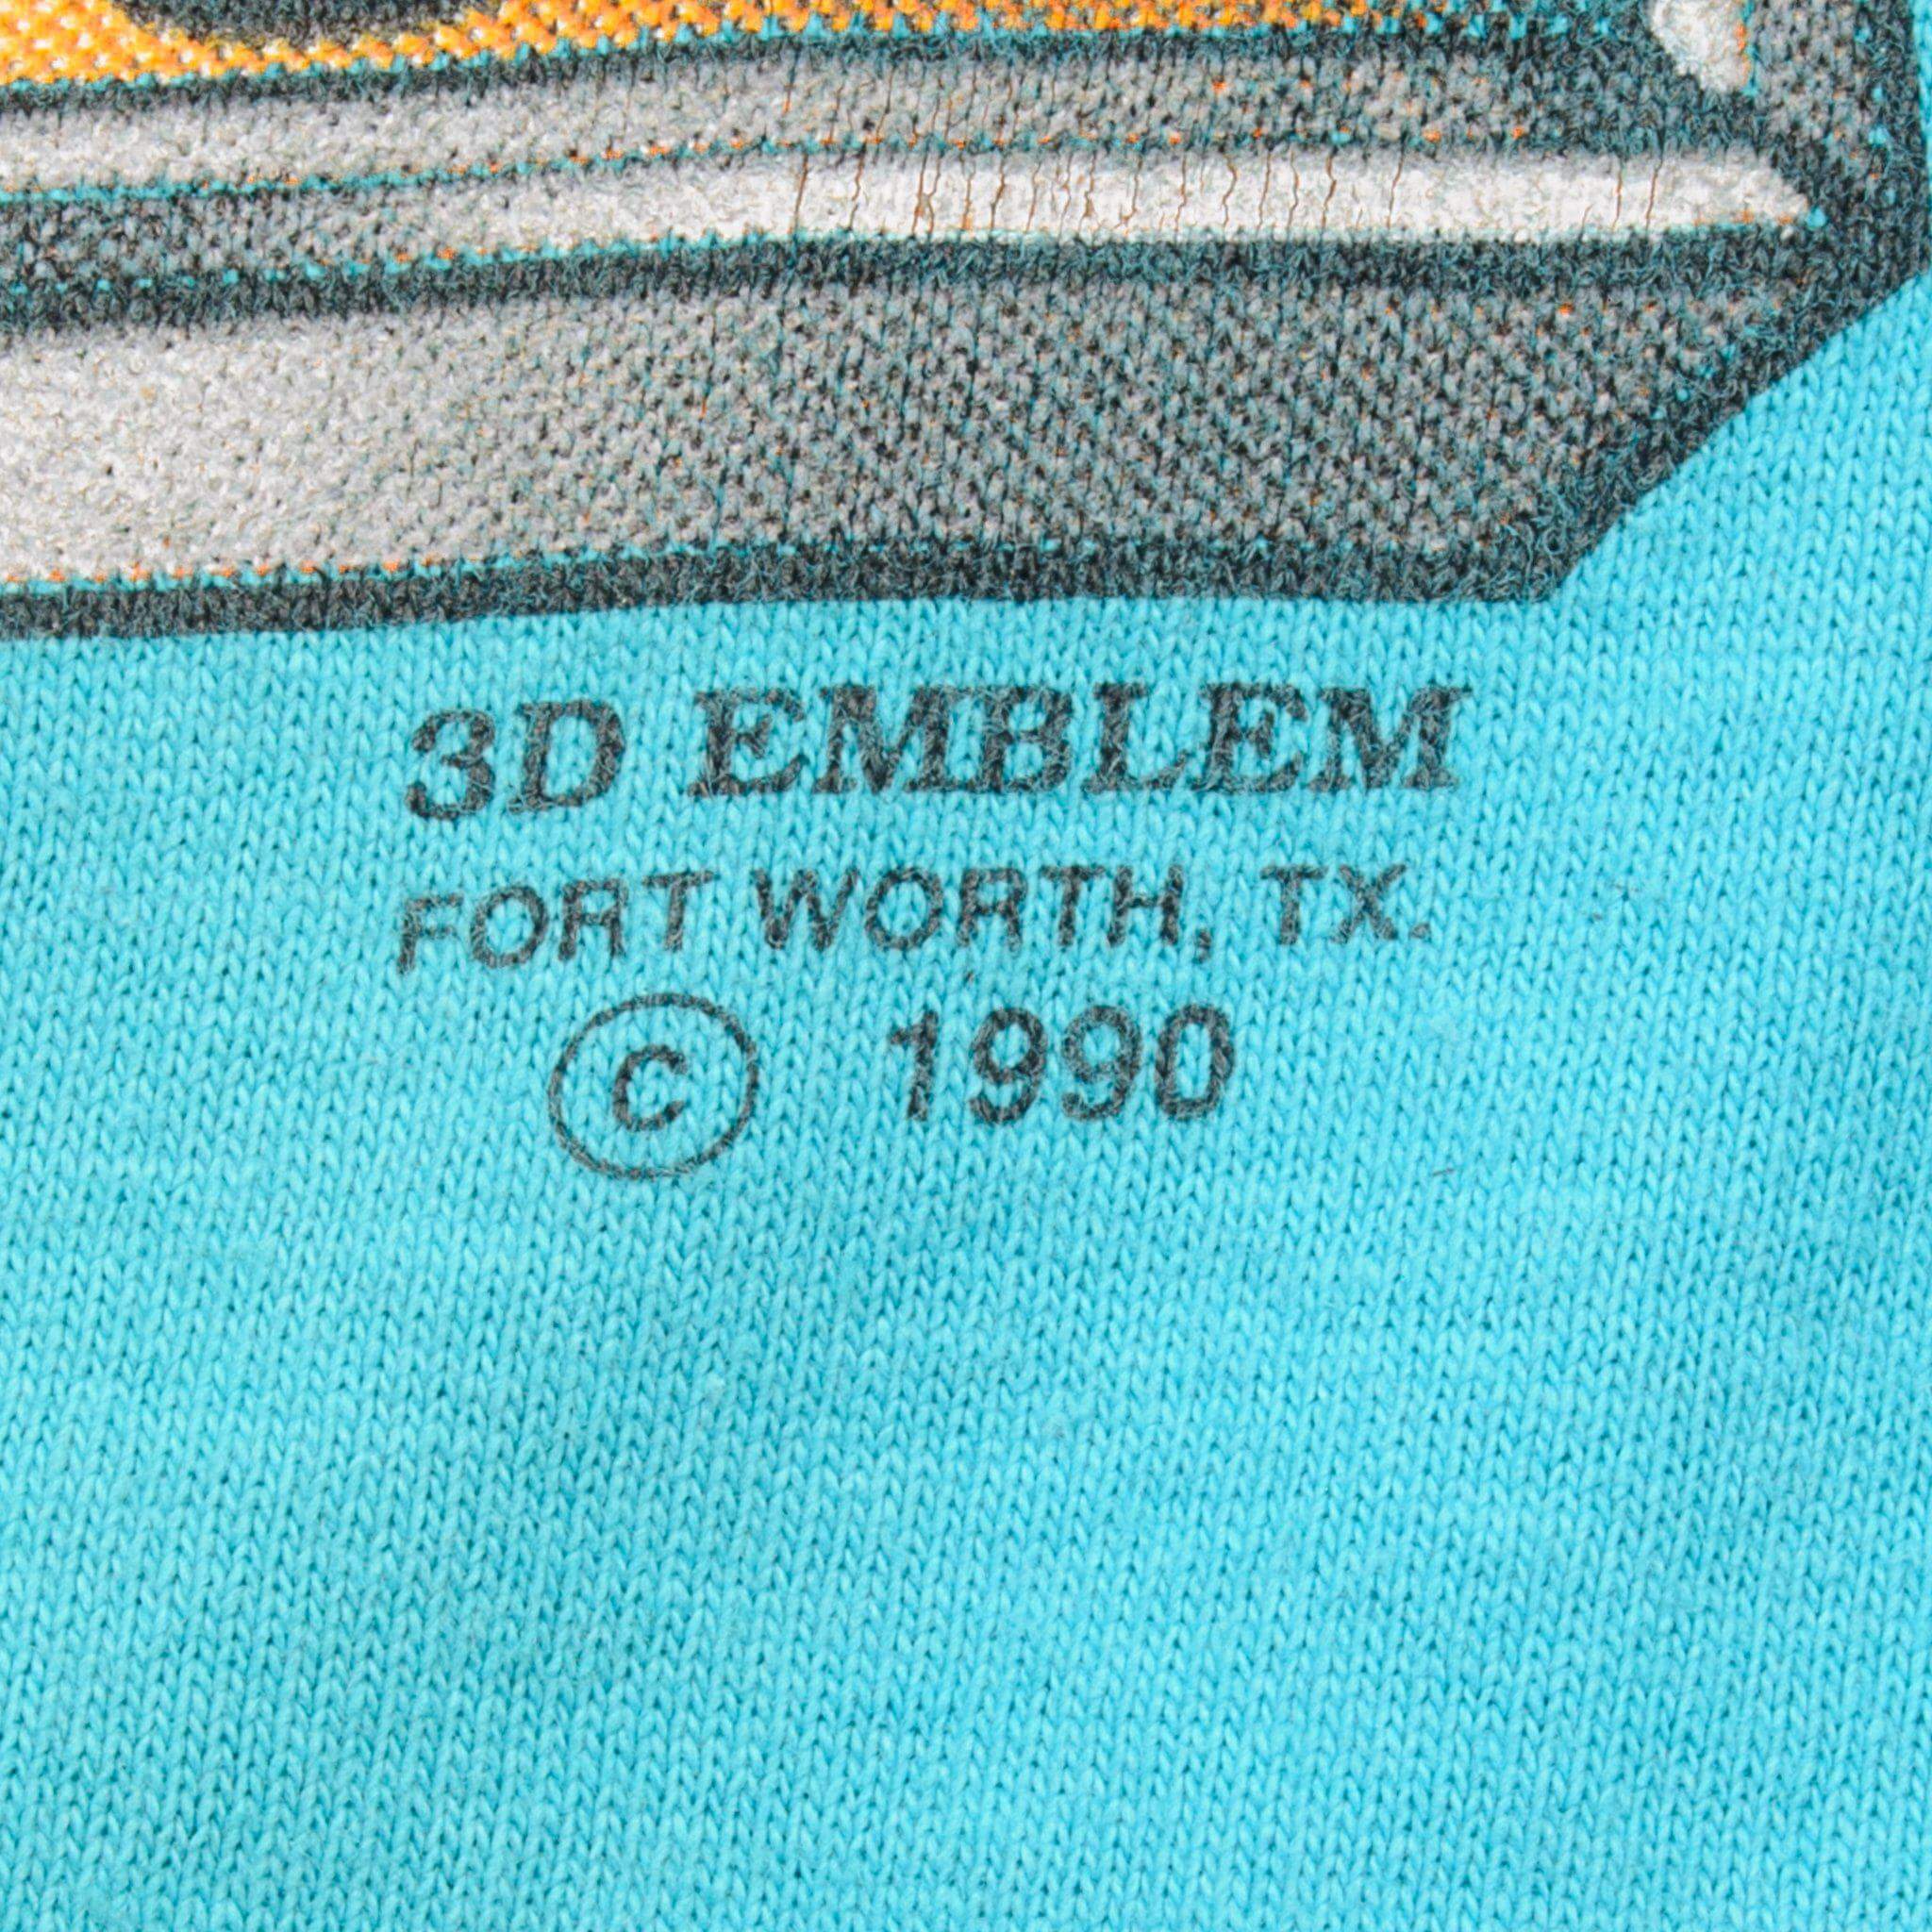 3D EMBLEM
FORT WORTH, TX.
© 1990